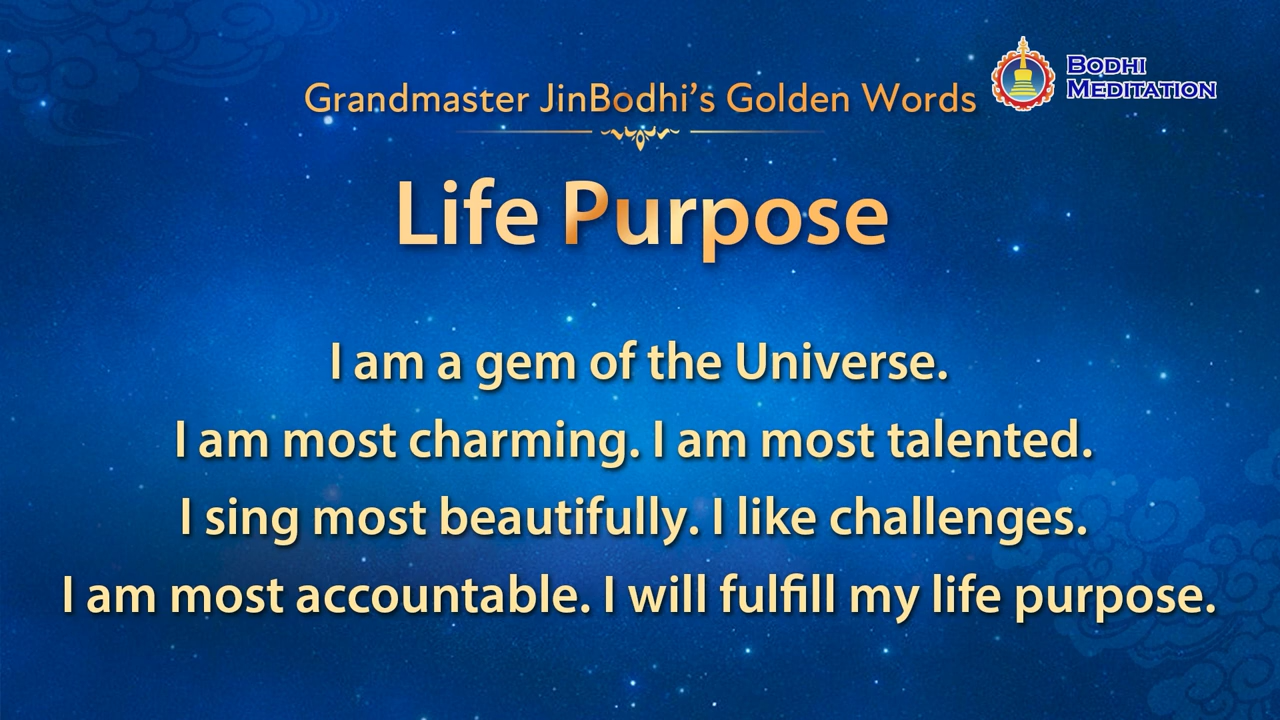 Grandmaster JinBodhi's Golden Words
BODHI
MEDITATION
Life Purpose
I am a gem of the Universe.
I am most charming. I am most talented.
I sing most beautifully. I like challenges.
I am most accountable. I will fulfill my life purpose.